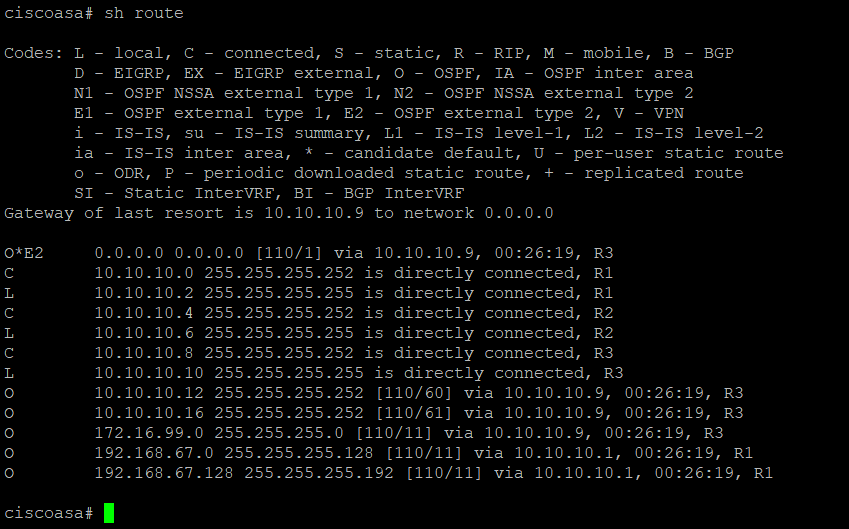 ciscoasa# sh route
Codes: L - local, C - connected, S - static, R - RIP, M - mobile, B - BGP
D - EIGRP, EX - EIGRP external, O - OSPF, IA - OSPF inter area
N1 - OSPF NSSA external type 1, N2 - OSPF NSSA external type 2
E1 - OSPF external type 1, E2 - OSPF external type 2, V - VPN
i - IS-IS, su - IS-IS summary, L1 - IS-IS level-1, L2 - IS-IS level-2
ia - IS-IS inter area, * - candidate default, U - per-user static route
o - ODR, P - periodic downloaded static route, + - replicated route
SI - Static InterVRF, BI - BGP InterVRF
Gateway of last resort is 10.10.10.9 to network 0.0.0.0
O*E2 0.0.0.0 0.0.0.0 [110/1] via 10.10.10.9, 00:26:19, R3
C 10.10.10.0 255.255.255.252 is directly connected, R1
L 10.10.10.2 255.255.255.255 is directly connected, R1
C 10.10.10.4 255.255.255.252 is directly connected, R2
L 10.10.10.6 255.255.255.255 is directly connected, R2
C 10.10.10.8 255.255.255.252 is directly connected, R3
L 10.10.10.10 255.255.255.255 is directly connected, R3
O 10.10.10.12 255.255.255.252 [110/60] via 10.10.10.9, 00:26:19, R3
O 10.10.10.16 255.255.255.252 [110/61] via 10.10.10.9, 00:26:19, R3
O 172.16.99.0 255.255.255.0 [110/11] via 10.10.10.9, 00:26:19, R3
O 192.168.67.0 255.255.255.128 [110/11] via 10.10.10.1, 00:26:19, R1
O 192.168.67.128 255.255.255.192 [110/11] via 10.10.10.1, 00:26:19, R1
ciscoasa#